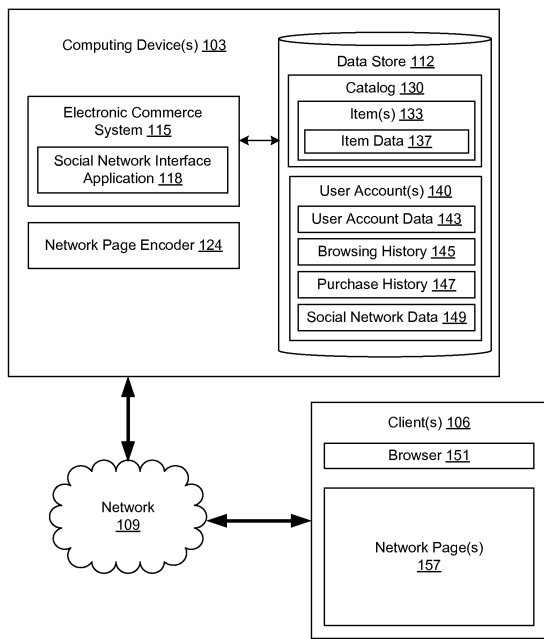 Computing Device(s) 103
Electronic Commerce
System 115
Social Network Interface
Application 118
Network Page Encoder 124
Data Store 112
Catalog 130
Item(s) 133
Item Data 137
User Account(s) 140
User Account Data 143
Browsing History 145
Purchase History 147
Social Network Data 149
Network
109
Client(s) 106
Browser 151
Network Page(s)
157